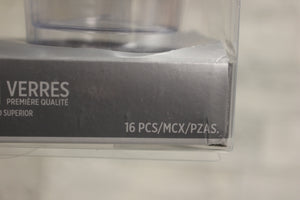 VERRES
PREMIÈRE QUALITÉ
SUPERIOR
16 PCS/MCX/PZAS.